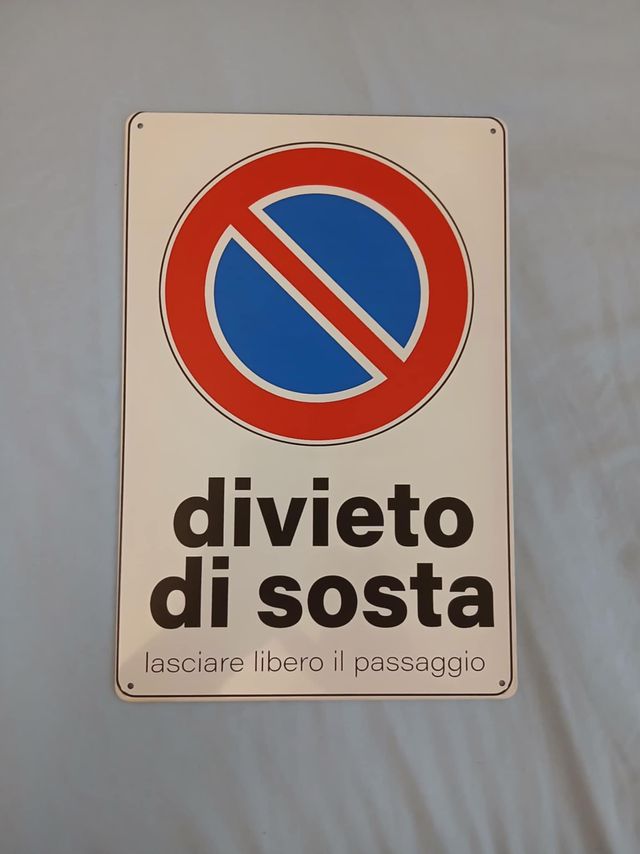 divieto
di sosta
lasciare libero il passaggio